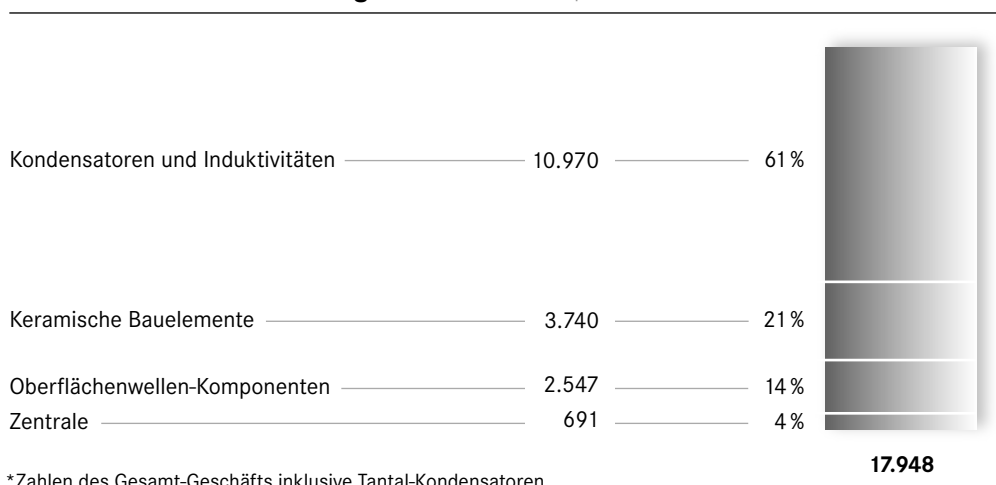 Kondensatoren und Induktivitäten 10.970 61 %
Keramische Bauelemente 3.740 21 %
Oberflächenwellen-Komponenten 2.547 14 %
Zentrale 691 4 %
17.948
*Zahlen des Gesamt-Geschäfts inklusive Tantal-Kondensatoren